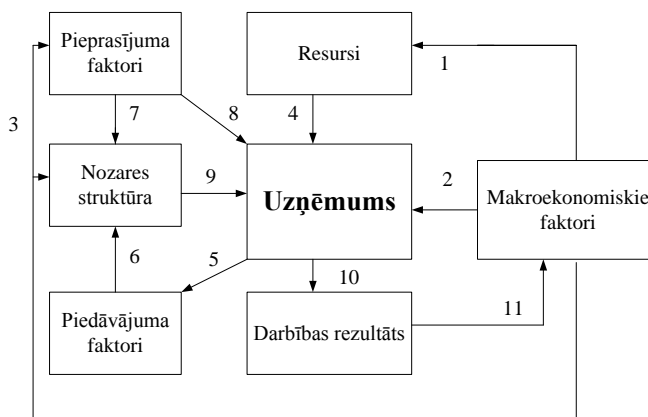 Pieprasījuma
faktori
Resursi
1
3
7
8
4
Nozares
struktūra
9
Uzņēmums
2
Makroekonomiskie
faktori
6
5
10
Piedāvājuma
faktori
Darbības rezultāts
11